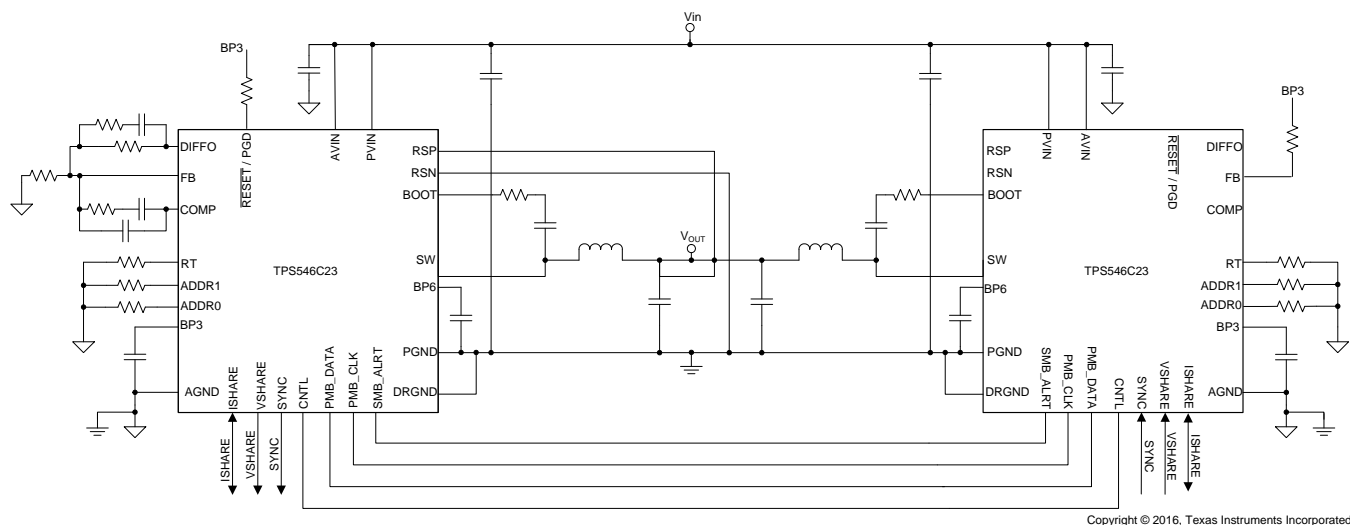 Vin
BP3
BP3
DIFFO
FB
COMP
RT
ADDR1
ADDR0
BP3
AGND
RESET / PGD
AVIN
PVIN
TPS546C23
RSP
RSN
BOOT
SW
BP6
PGND
DRGND
ISHARE
VSHARE
SYNC
CNTL
PMB_DATA
PMB_CLK
SMB_ALRT
ISHARE
VSHARE
SYNC
VOUT
RSP
RSN
BOOT
SW
BP6
PGND
DRGND
PVIN
AVIN
RESET / PGD
TPS546C23
DIFFO
FB
COMP
RT
ADDR1
ADDR0
BP3
AGND
SMB_ALRT
PMB_CLK
PMB_DATA
CNTL
SYNC
VSHARE
ISHARE
SYNC
VSHARE
ISHARE
Copyright © 2016, Texas Instruments Incorporated